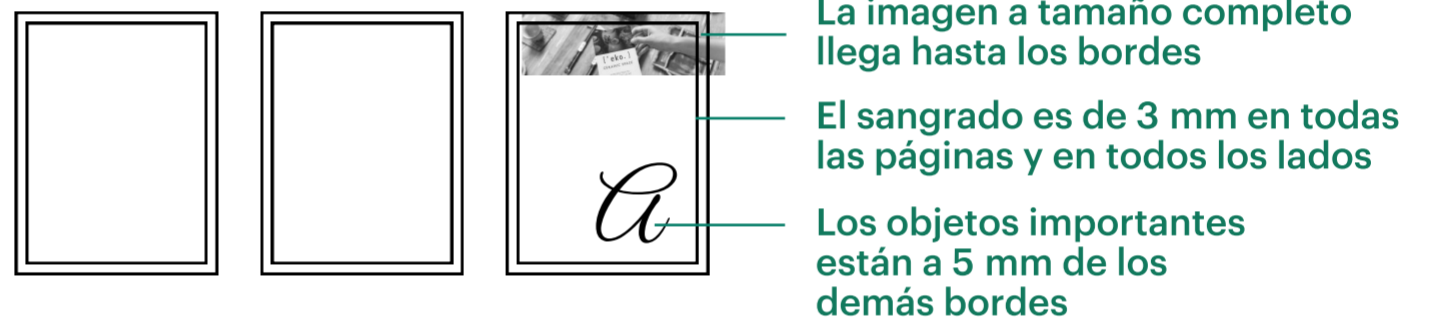 La imagen a tamaño completo
llega hasta los bordes
['eko.]
El sangrado es de 3 mm en todas
las páginas y en todos los lados
a
Los objetos importantes
están a 5 mm de los
demás bordes